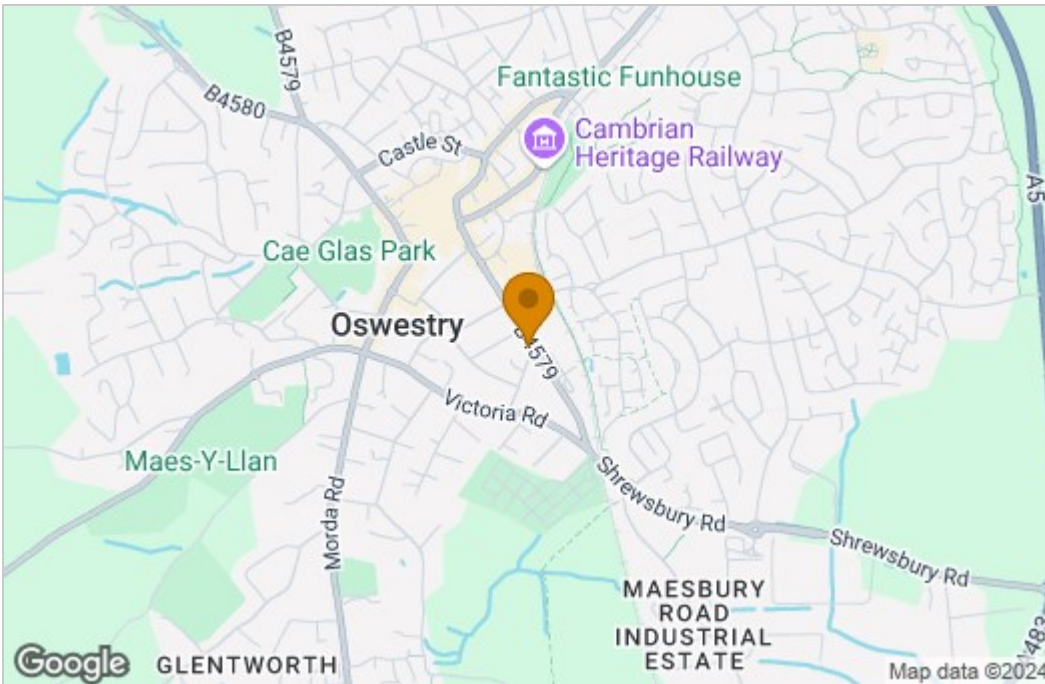 B4579
B4580
Castle St
Fantastic Funhouse
Cambrian
Heritage Railway
A5
Cae Glas Park
Oswestry
B4579
Victoria Rd
Maes-Y-Llan
Morda Rd
Shrewsbury Rd
Shrewsbury Rd
MAESBURY
ROAD
INDUSTRIAL
ESTATE
GLENTWORTH
Google
Map data ©2024